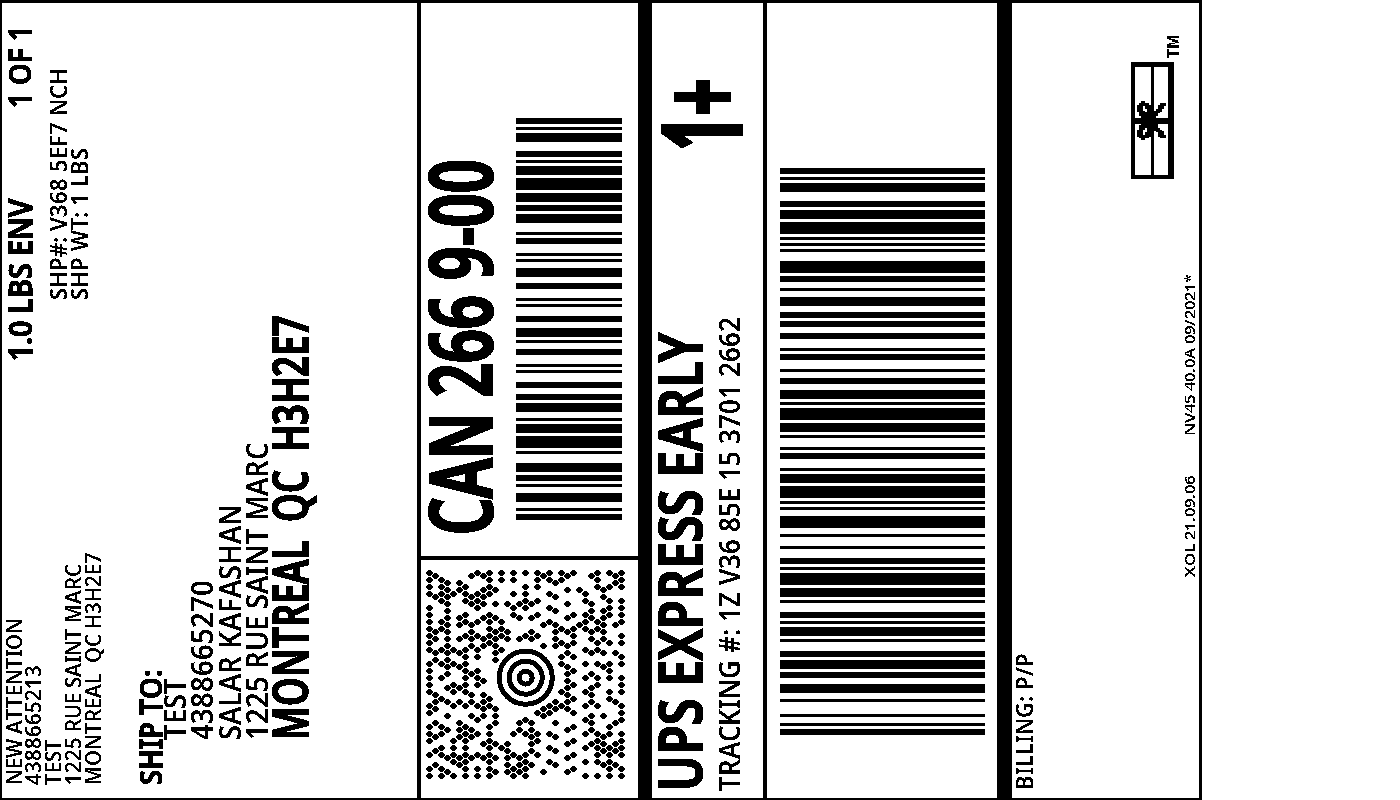 NEW ATTENTION
4388665213
TEST
1225 RUE SAINT MARC
MONTREAL QC H3H2E7
1.0 LBS ENV
1 OF 1
SHP#: V368 5EF7 NCH
SHP WT: 1 LBS
SHIP TO:
TEST
4388665270
SALAR KAFASHAN
1225 RUE SAINT MARC
MONTREAL QC H3H2E7
CAN 266 9-00
UPS EXPRESS EARLY
1+
TRACKING #: 1Z V36 85E 15 3701 2662
BILLING: P/P
XOL 21.09.06 NV45 40.0A 09/2021*
TM